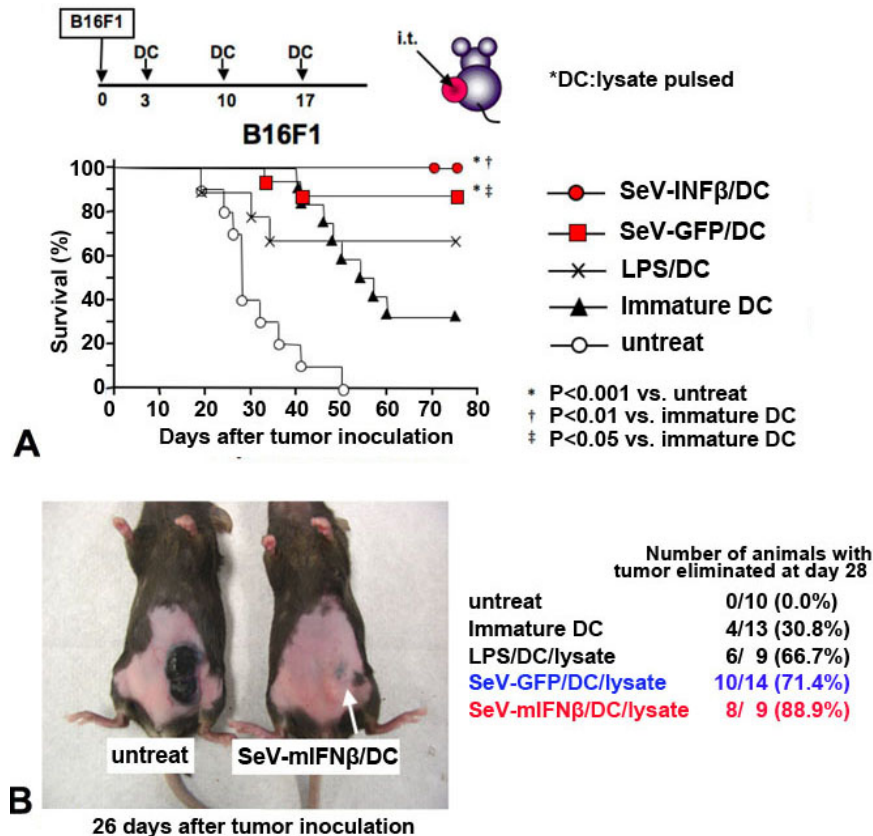 B16F1
DC DC DC
0 3 10 17
i.t.
*DC:lysate pulsed
B16F1
100
80
60
40
20
0
Survival (%)
0 10 20 30 40 50 60 70 80
Days after tumor inoculation
* †
* ‡
SeV-INFβ/DC
SeV-GFP/DC
LPS/DC
Immature DC
untreat
* P<0.001 vs. untreat
† P<0.01 vs. immature DC
‡ P<0.05 vs. immature DC
A
untreat
SeV-mIFNβ/DC
B
26 days after tumor inoculation
Number of animals with
tumor eliminated at day 28
untreat 0/10 (0.0%)
Immature DC 4/13 (30.8%)
LPS/DC/lysate 6/ 9 (66.7%)
SeV-GFP/DC/lysate 10/14 (71.4%)
SeV-mIFNβ/DC/lysate 8/ 9 (88.9%)